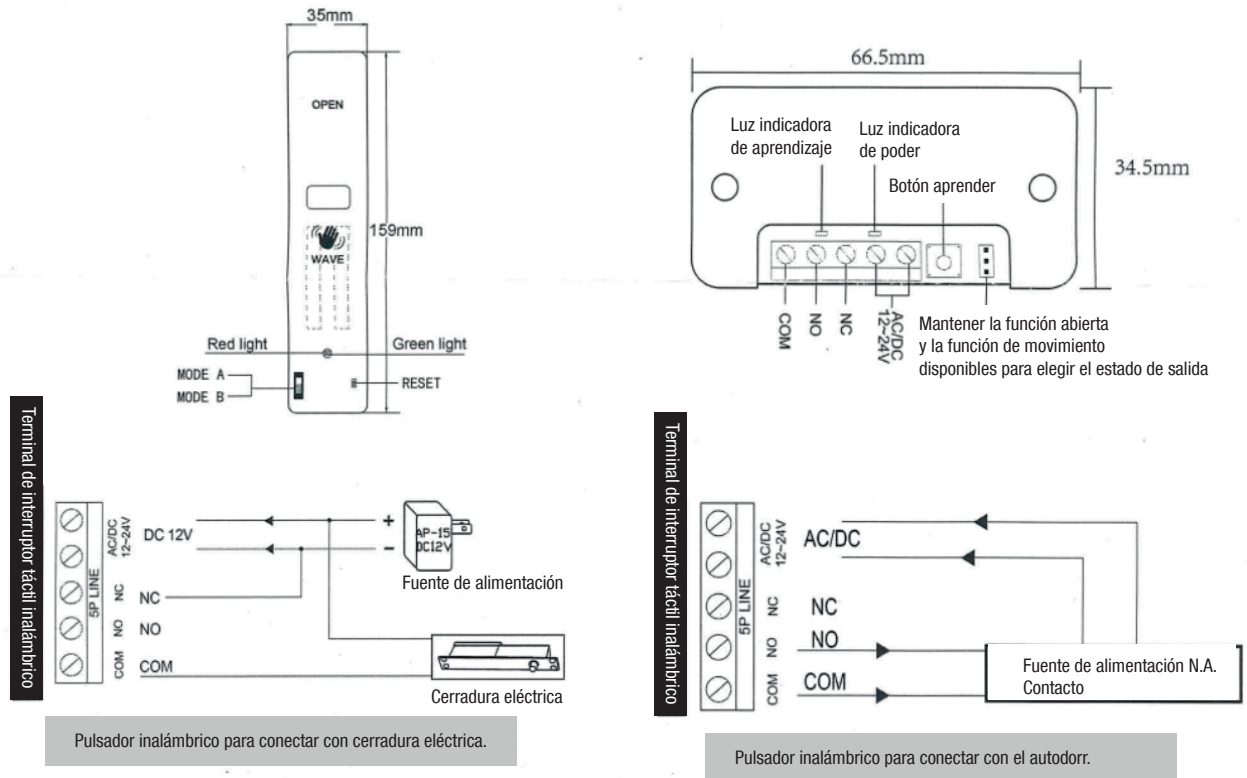 35mm
OPEN
WAVE
159mm
Red light
Green light
MODE A
MODE B
RESET
66.5mm
34.5mm
Luz indicadora
de aprendizaje
Luz indicadora
de poder
Botón aprender
COM
NO
NC
AC/DC
12~24V
Mantener la función abierta
y la función de movimiento
disponibles para elegir el estado de salida
Terminal de interruptor táctil inalámbrico
5P LINE
AC/DC
12~24V
NC
NO
COM
DC 12V
NC
NO
COM
+
−
AP-15
DC12V
Fuente de alimentación
Cerradura eléctrica
Pulsador inalámbrico para conectar con cerradura eléctrica.
Terminal de interruptor táctil inalámbrico
5P LINE
AC/DC
12~24V
NC
NO
COM
AC/DC
NC
NO
COM
Fuente de alimentación N.A.
Contacto
Pulsador inalámbrico para conectar con el autodorr.